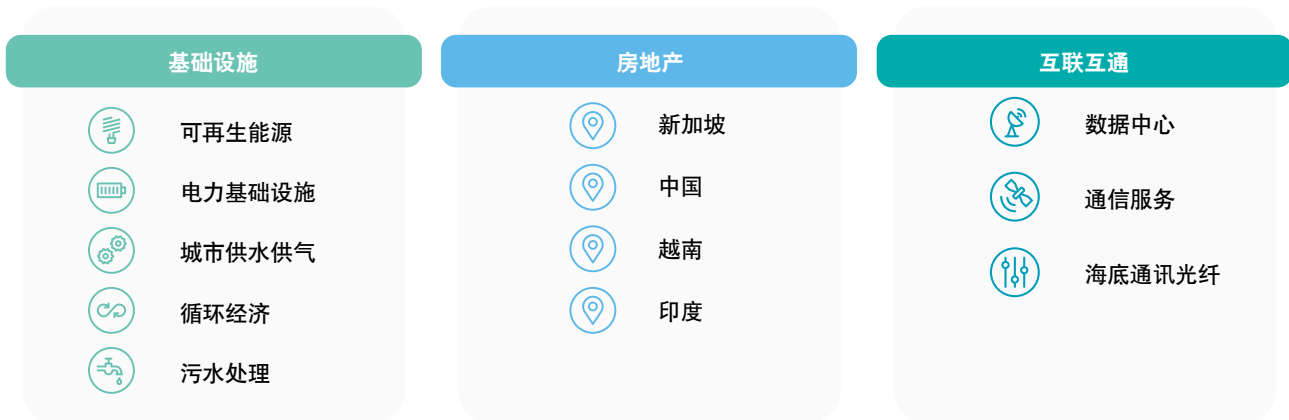 基础设施
可再生能源
电力基础设施
城市供水供气
循环经济
污水处理
房地产
新加坡
中国
越南
印度
互联互通
数据中心
通信服务
海底通讯光纤